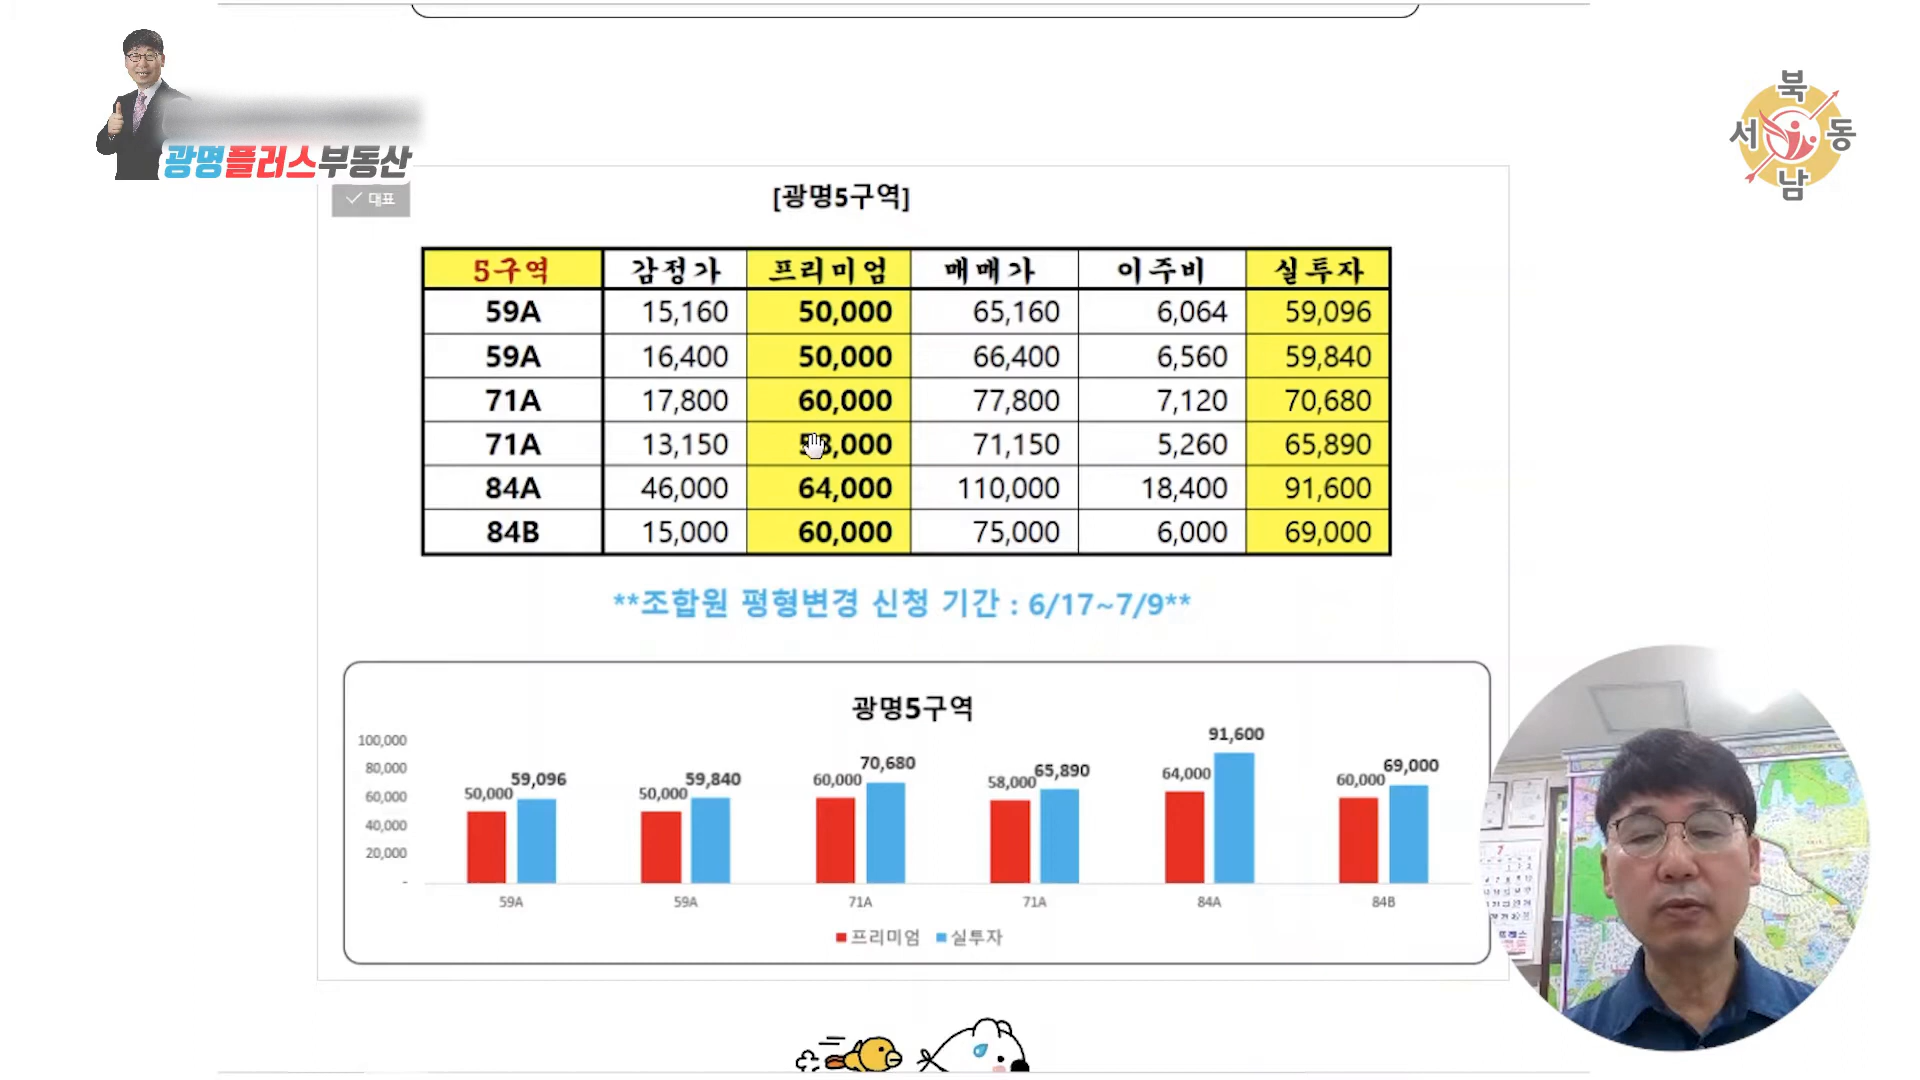 광명플러스부동산
북
서 동
남
대표
[광명5구역]
5구역 감정가 프리미엄 매매가 이주비 실투자
59A 15,160 50,000 65,160 6,064 59,096
59A 16,400 50,000 66,400 6,560 59,840
71A 17,800 60,000 77,800 7,120 70,680
71A 13,150 58,000 71,150 5,260 65,890
84A 46,000 64,000 110,000 18,400 91,600
84B 15,000 60,000 75,000 6,000 69,000
**조합원 평형변경 신청 기간 : 6/17~7/9**
광명5구역
100,000
80,000
60,000
40,000
20,000
-
50,000 59,096
50,000 59,840
60,000 70,680
58,000 65,890
64,000 91,600
60,000 69,000
59A 59A 71A 71A 84A 84B
프리미엄 실투자
7